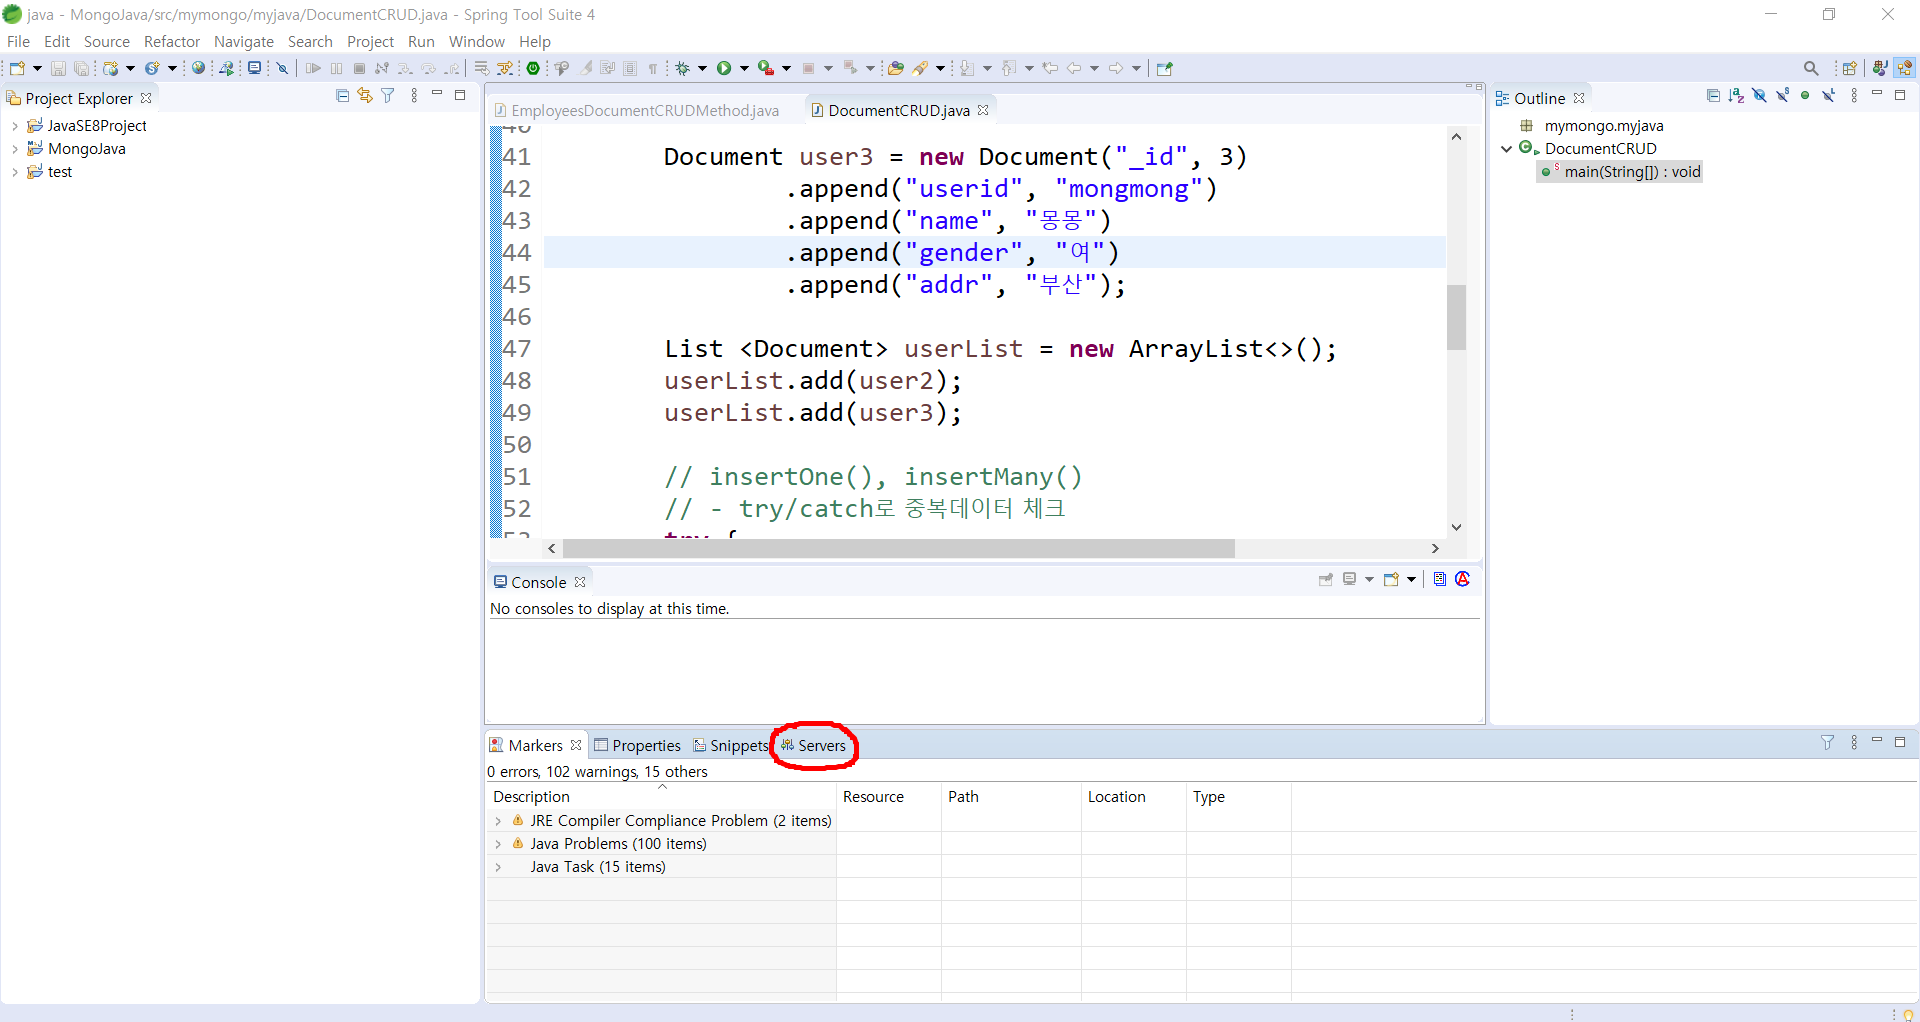 java - MongoJava/src/mymongo/myjava/DocumentCRUD.java - Spring Tool Suite 4
File Edit Source Refactor Navigate Search Project Run Window Help
Project Explorer
JavaSE8Project
MongoJava
test
EmployeesDocumentCRUDMethod.java
DocumentCRUD.java
41 Document user3 = new Document("_id", 3)
42 .append("userid", "mongmong")
43 .append("name", "몽몽")
44 .append("gender", "여")
45 .append("addr", "부산");
46
47 List <Document> userList = new ArrayList<>();
48 userList.add(user2);
49 userList.add(user3);
50
51 // insertOne(), insertMany()
52 // - try/catch로 중복데이터 체크
Outline
mymongo.myjava
DocumentCRUD
main(String[]) : void
Console
No consoles to display at this time.
Markers Properties Snippets Servers
0 errors, 102 warnings, 15 others
Description Resource Path Location Type
JRE Compiler Compliance Problem (2 items)
Java Problems (100 items)
Java Task (15 items)